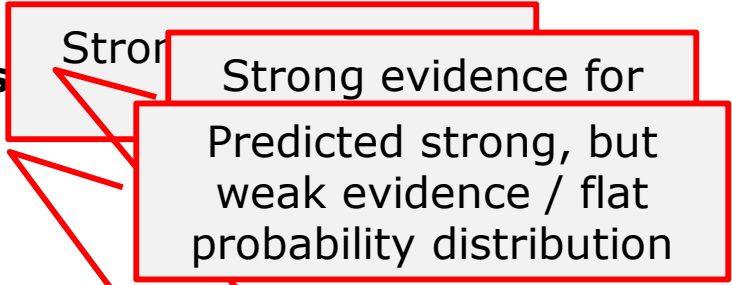 Stron
s
Strong evidence for
Predicted strong, but
weak evidence / flat
probability distribution